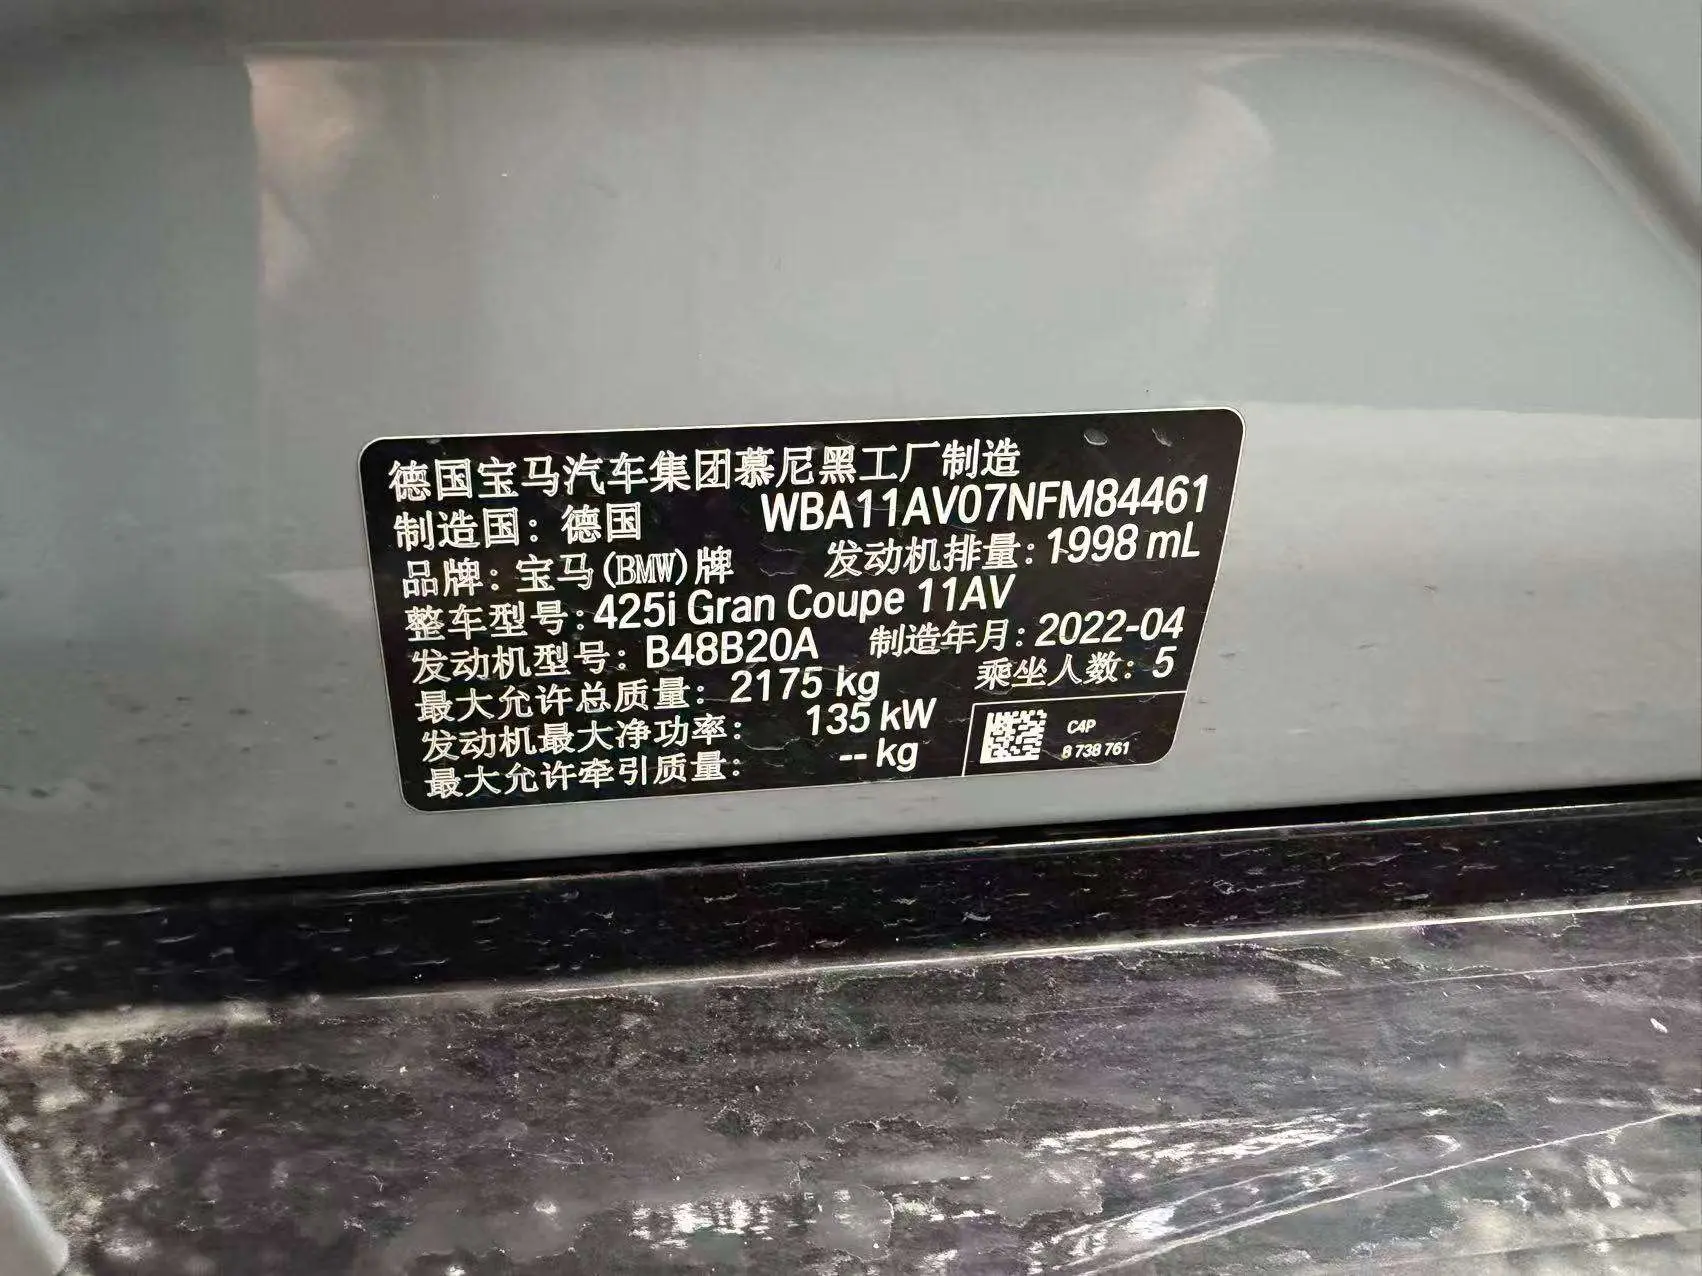 德国宝马汽车集团慕尼黑工厂制造
制造国：德国 WBA11AV07NFM84461
品牌：宝马(BMW)牌 发动机排量：1998 mL
整车型号：425i Gran Coupe 11AV
发动机型号：B48B20A 制造年月：2022-04
最大允许总质量：2175 kg 乘坐人数：5
发动机最大净功率：135 kW
最大允许牵引质量：-- kg
C4P
8 738 761